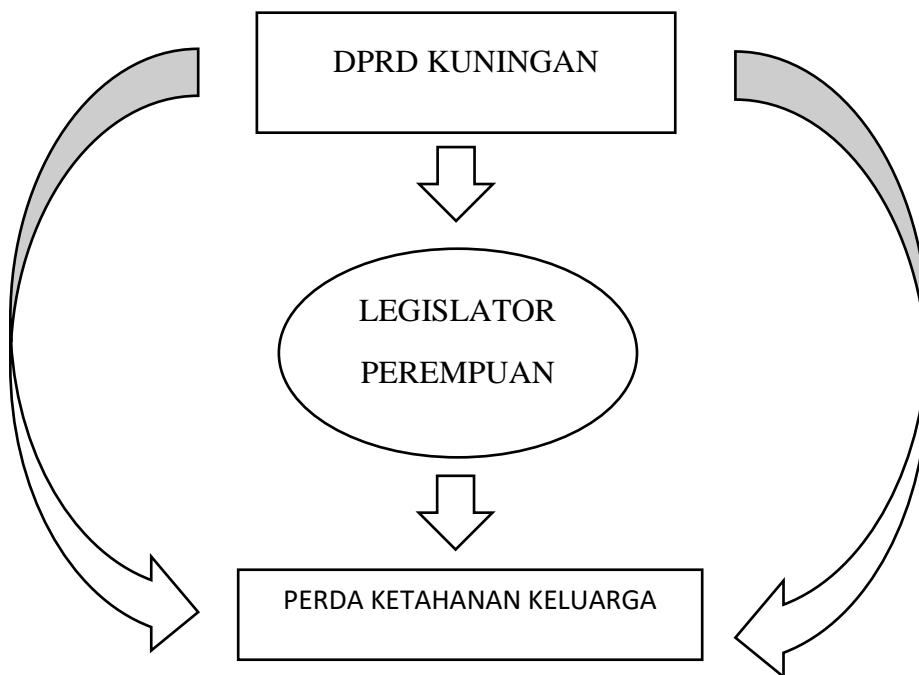 DPRD KUNINGAN
LEGISLATOR
PEREMPUAN
PERDA KETAHANAN KELUARGA